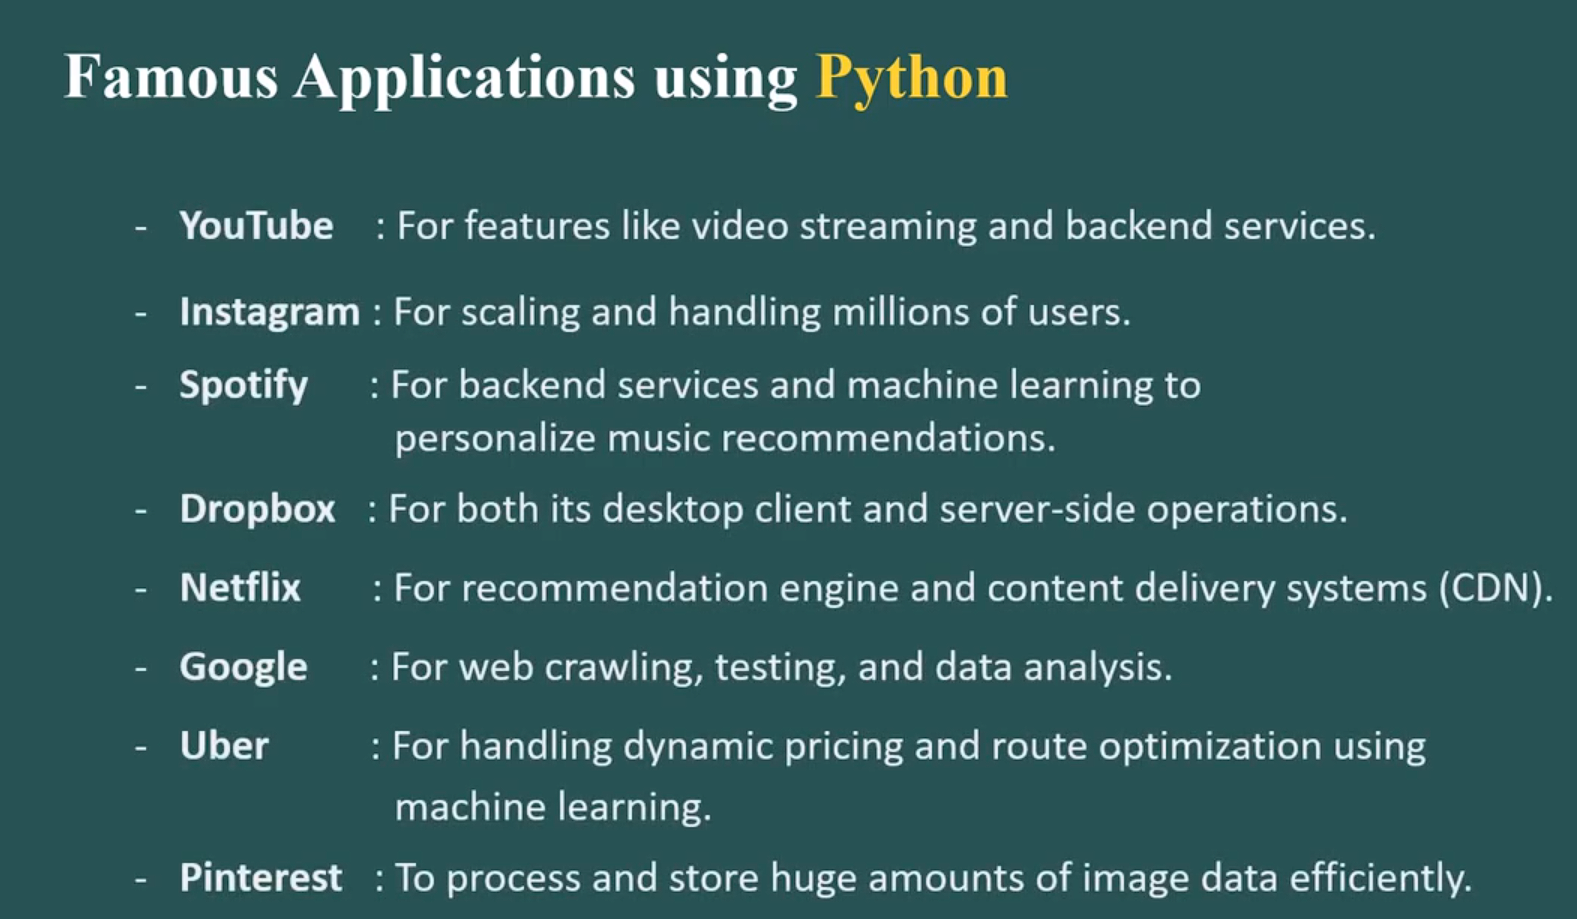 Famous Applications using Python
- YouTube : For features like video streaming and backend services.
- Instagram : For scaling and handling millions of users.
- Spotify : For backend services and machine learning to
personalize music recommendations.
- Dropbox : For both its desktop client and server-side operations.
- Netflix : For recommendation engine and content delivery systems (CDN).
- Google : For web crawling, testing, and data analysis.
- Uber : For handling dynamic pricing and route optimization using
machine learning.
- Pinterest : To process and store huge amounts of image data efficiently.